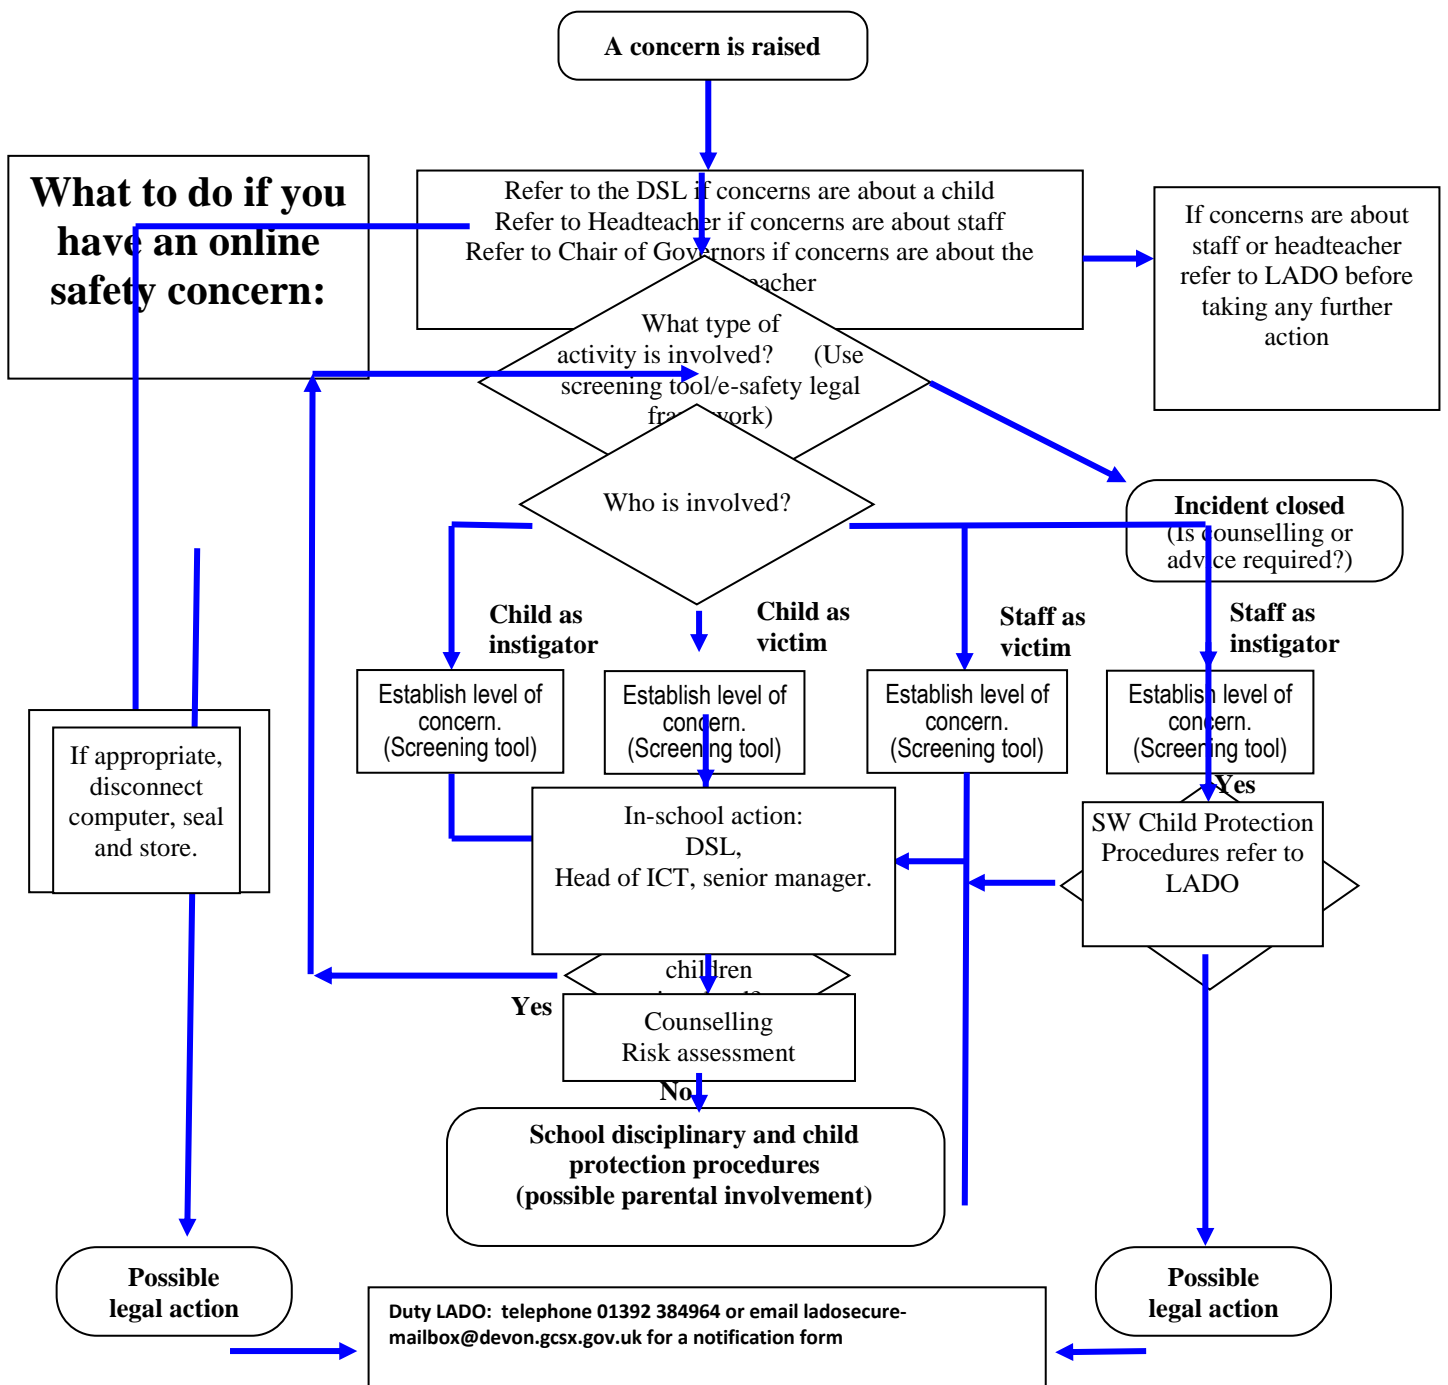 A concern is raised
What to do if you
have an online
safety concern:
Refer to the DSL if concerns are about a child
Refer to Headteacher if concerns are about staff
Refer to Chair of Governors if concerns are about the
If concerns are about
staff or headteacher
refer to LADO before
taking any further
action
What type of
activity is involved? (Use
screening tool/e-safety legal
Who is involved?
Incident closed
(Is counselling or
advice required?)
Child as
instigator
Child as
victim
Staff as
victim
Staff as
instigator
Establish level of
concern.
(Screening tool)
Establish level of
concern.
(Screening tool)
Establish level of
concern.
(Screening tool)
Establish level of
concern.
(Screening tool)
Yes
If appropriate,
disconnect
computer, seal
and store.
In-school action:
DSL,
Head of ICT, senior manager.
SW Child Protection
Procedures refer to
LADO
children
Yes
Counselling
Risk assessment
No
School disciplinary and child
protection procedures
(possible parental involvement)
Possible
legal action
Possible
legal action
Duty LADO: telephone 01392 384964 or email ladosecure-
mailbox@devon.gcsx.gov.uk for a notification form